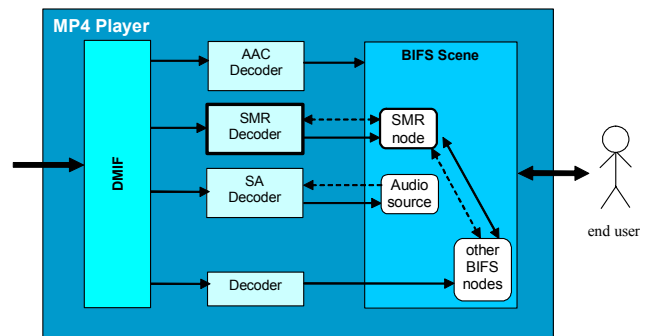 MP4 Player
DMIF
AAC
Decoder
SMR
Decoder
SA
Decoder
Decoder
BIFS Scene
SMR
node
Audio
source
other
BIFS
nodes
end user